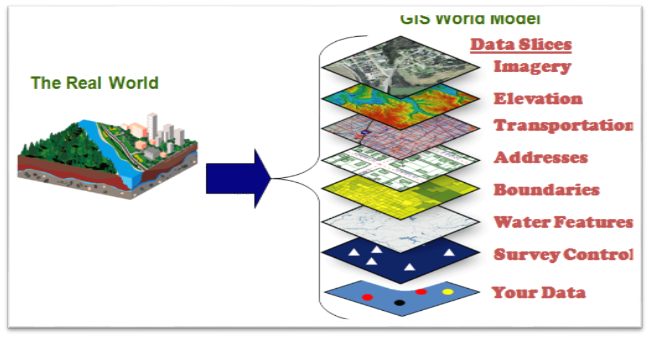 GIS World Model
Data Slices
The Real World
Imagery
Elevation
Transportation
Addresses
Boundaries
Water Features
Survey Control
Your Data